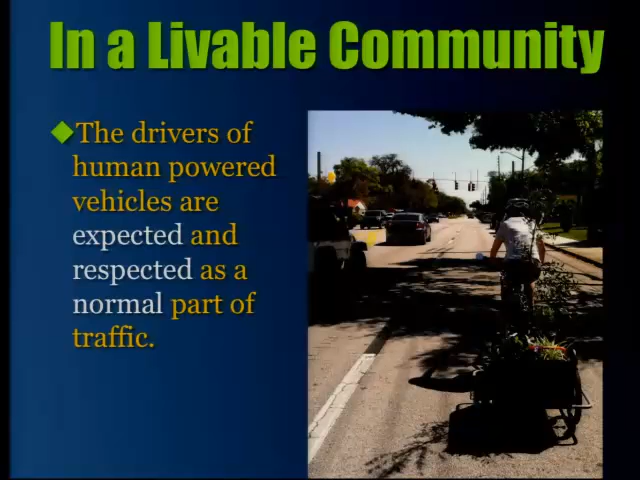 In a Livable Community
The drivers of
human powered
vehicles are
expected and
respected as a
normal part of
traffic.